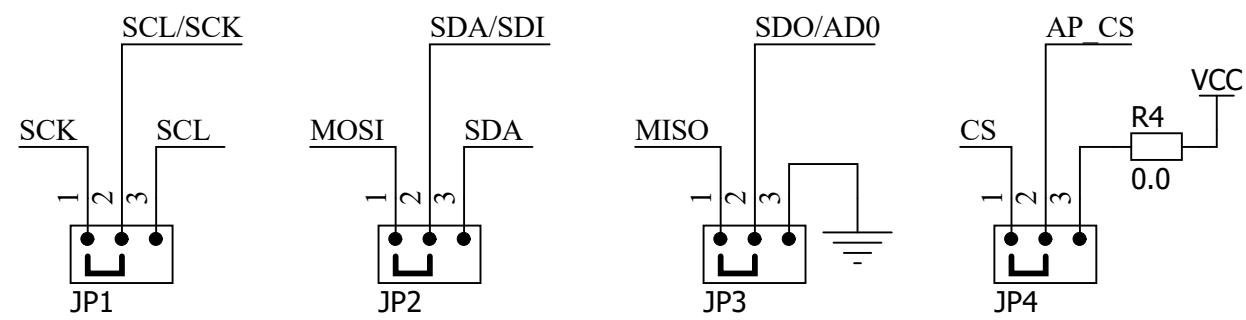 SCL/SCK
SDA/SDI
SDO/AD0
AP_CS
VCC
SCK
SCL
MOSI
SDA
MISO
CS
R4
0.0
1 2 3
1 2 3
1 2 3
1 2 3
JP1
JP2
JP3
JP4